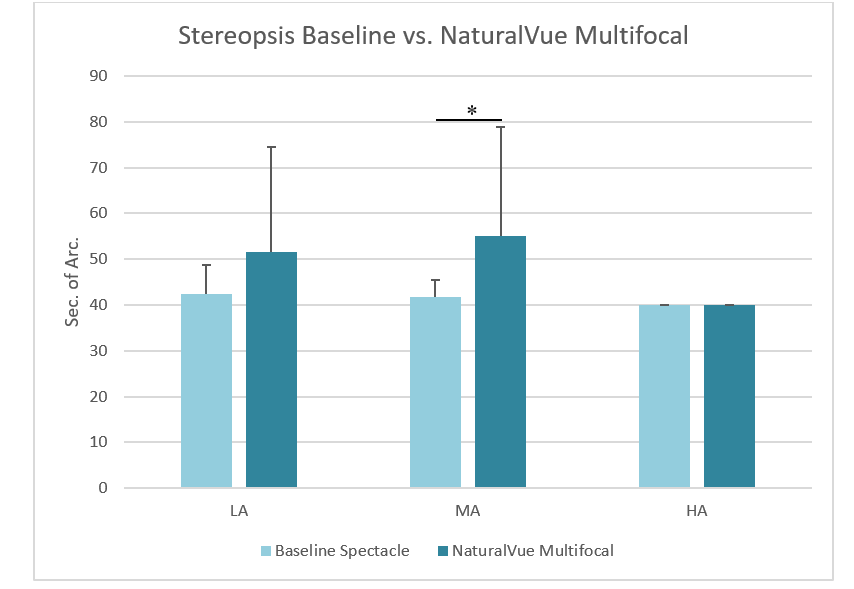 Stereopsis Baseline vs. NaturalVue Multifocal
90
80
*
70
60
50
40
30
20
10
0
Sec. of Arc.
LA MA HA
Baseline Spectacle NaturalVue Multifocal